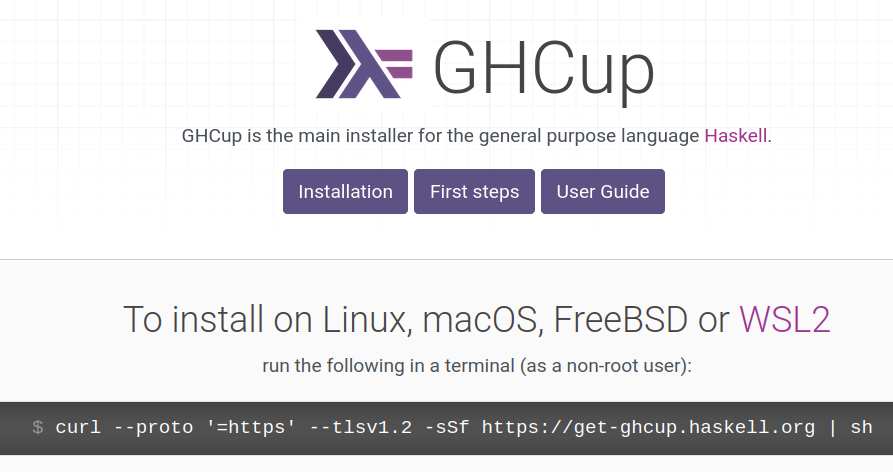 GHCup
GHCup is the main installer for the general purpose language Haskell.
Installation First steps User Guide
To install on Linux, macOS, FreeBSD or WSL2
run the following in a terminal (as a non-root user):
$ curl --proto '=https' --tlsv1.2 -sSf https://get-ghcup.haskell.org | sh